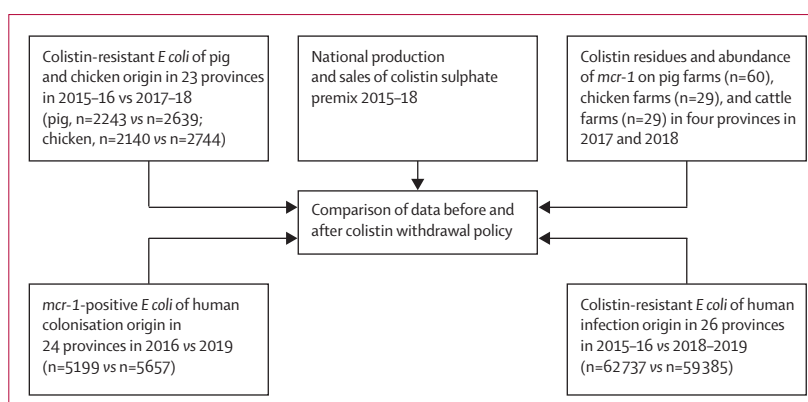 Colistin-resistant E coli of pig
and chicken origin in 23 provinces
in 2015–16 vs 2017–18
(pig, n=2243 vs n=2639;
chicken, n=2140 vs n=2744)
National production
and sales of colistin sulphate
premix 2015–18
Colistin residues and abundance
of mcr-1 on pig farms (n=60),
chicken farms (n=29), and cattle
farms (n=29) in four provinces in
2017 and 2018
Comparison of data before and
after colistin withdrawal policy
mcr-1-positive E coli of human
colonisation origin in
24 provinces in 2016 vs 2019
(n=5199 vs n=5657)
Colistin-resistant E coli of human
infection origin in 26 provinces
in 2015–16 vs 2018–2019
(n=62 737 vs n=59 385)